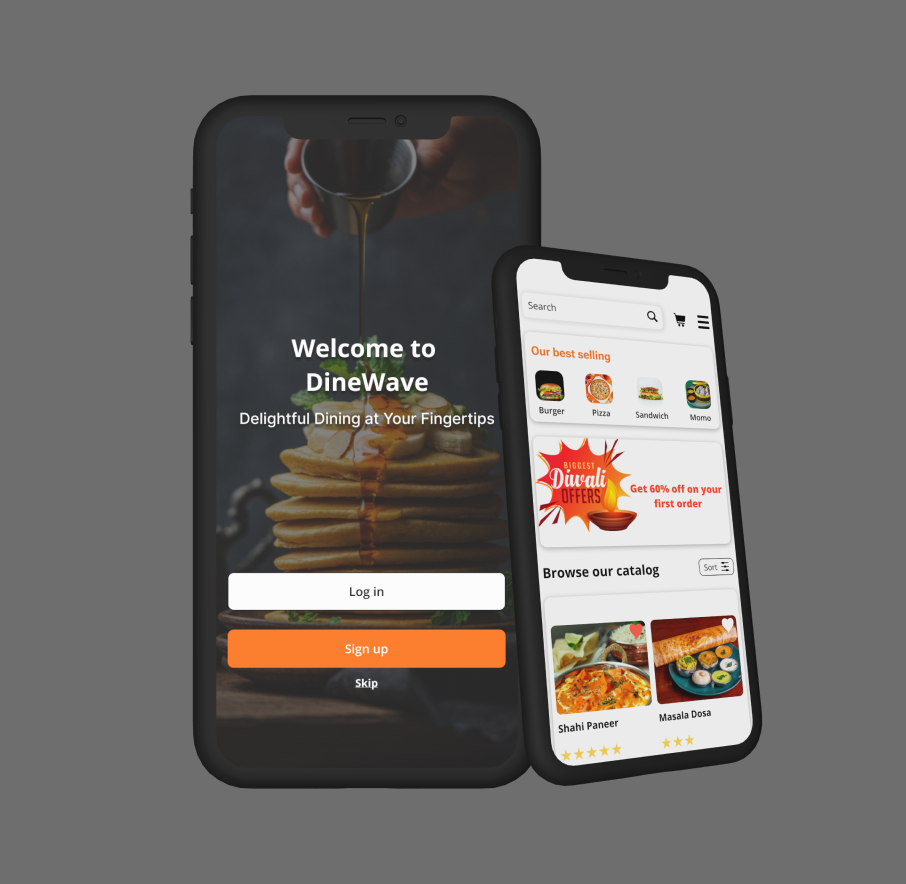 Welcome to
DineWave
Delightful Dining at Your Fingertips
Log in
Sign up
Skip
Search
Our best selling
Burger
Pizza
Sandwich
Momo
BIGGEST
Diwali
OFFERS
Get 60% off on your
first order
Browse our catalog
Sort
Shahi Paneer
Masala Dosa